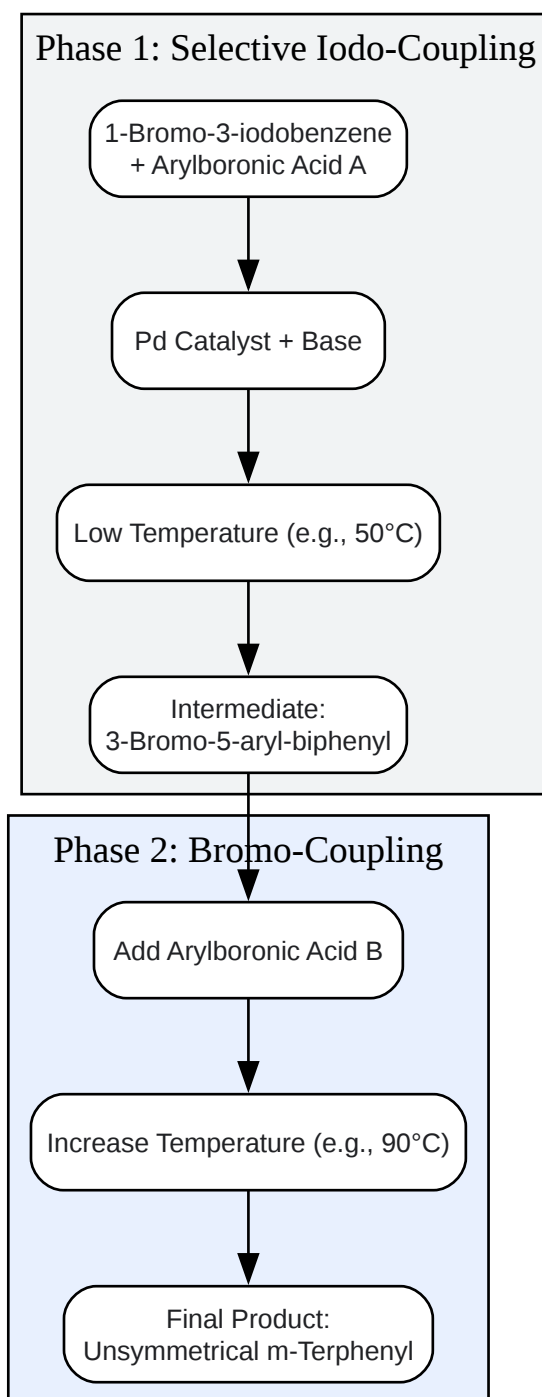 Phase 1: Selective Iodo-Coupling
1-Bromo-3-iodobenzene
+ Arylboronic Acid A
Pd Catalyst + Base
Low Temperature (e.g., 50°C)
Intermediate:
3-Bromo-5-aryl-biphenyl
Phase 2: Bromo-Coupling
Add Arylboronic Acid B
Increase Temperature (e.g., 90°C)
Final Product:
Unsymmetrical m-Terphenyl